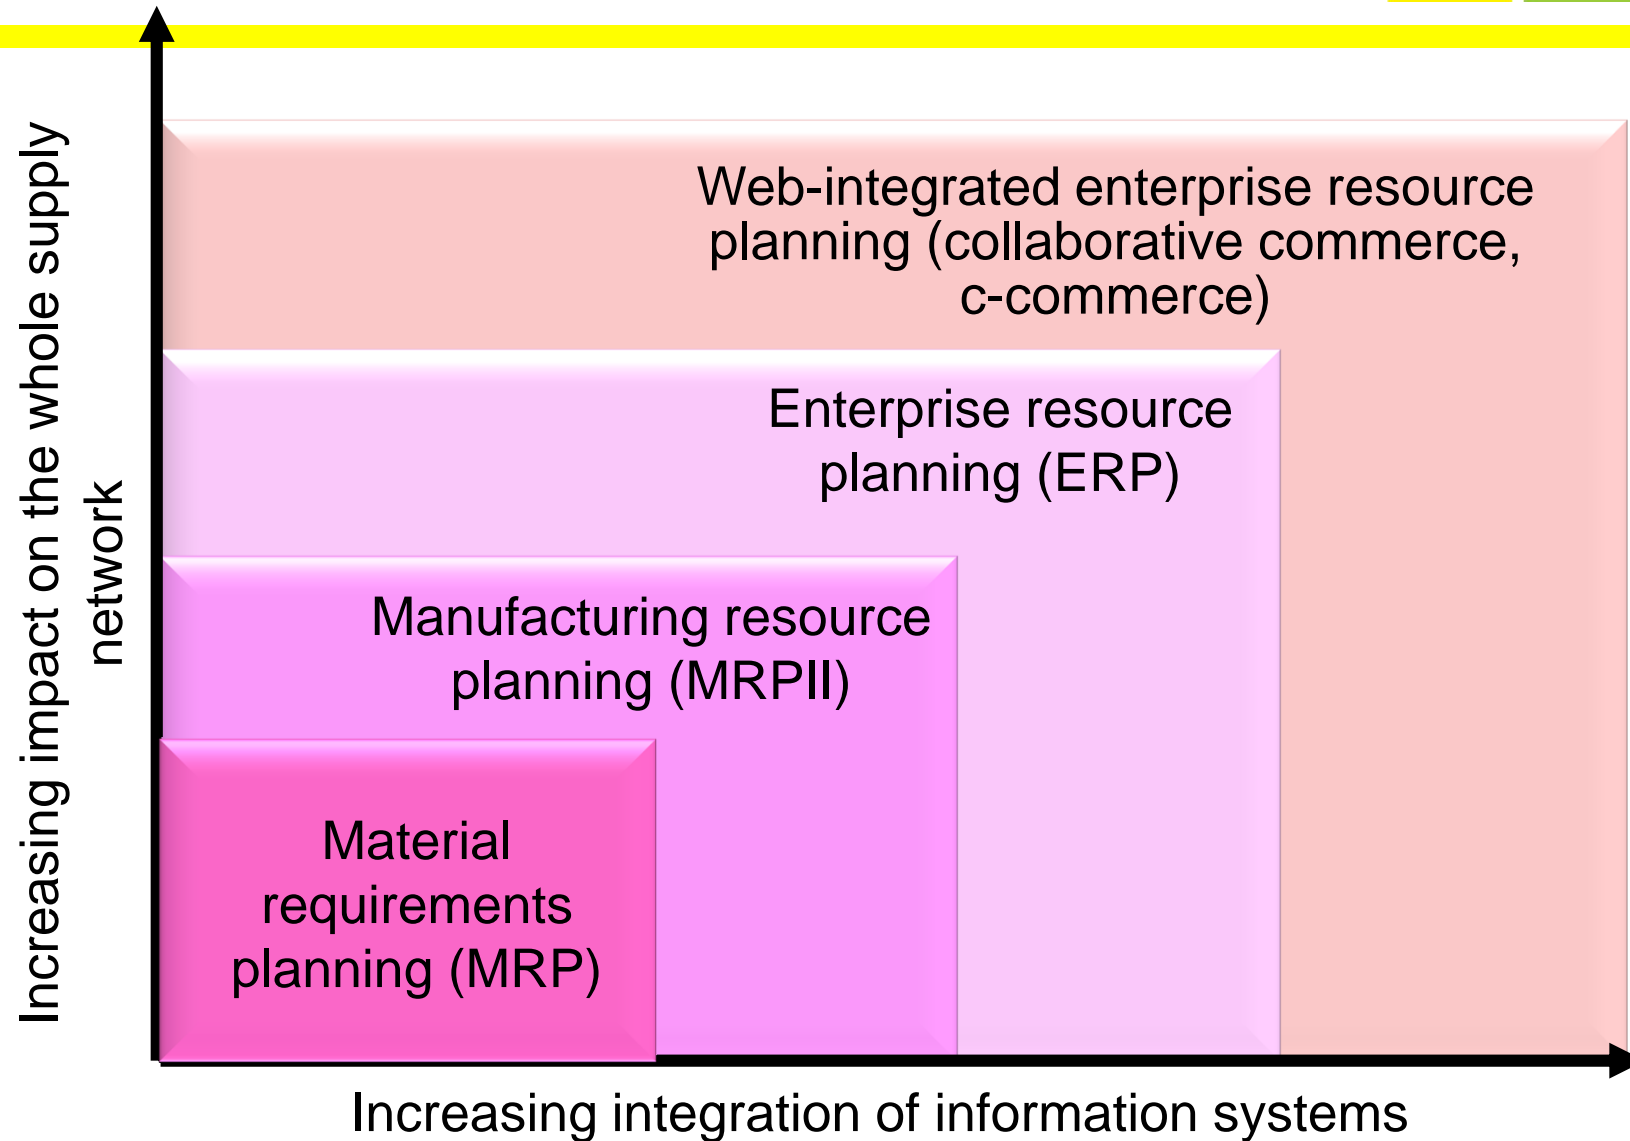 Increasing impact on the whole supply
network
Web-integrated enterprise resource
planning (collaborative commerce,
c-commerce)
Enterprise resource
planning (ERP)
Manufacturing resource
planning (MRPII)
Material
requirements
planning (MRP)
Increasing integration of information systems